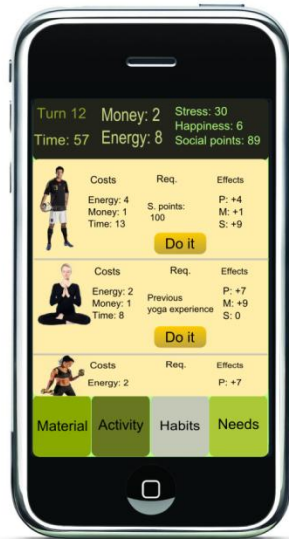 Turn 12 Money: 2 Stress: 30
Happiness: 6
Time: 57 Energy: 8 Social points: 89
Costs Req. Effects
Energy: 4 P: +4
Money: 1 S. points: M: +1
Time: 13 100 S: +9
Do it
Costs Req. Effects
Energy: 2 P: +7
Money: 1 Previous M: +9
Time: 8 yoga experience S: 0
Do it
Costs Req. Effects
Energy: 2 P: +7
Material Activity Habits Needs